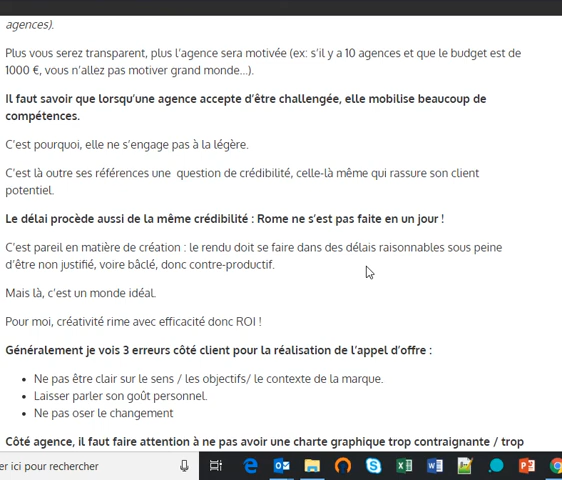 agences).
Plus vous serez transparent, plus l'agence sera motivée (ex: s'il y a 10 agences et que le budget est de
1000 €, vous n'allez pas motiver grand monde...).
Il faut savoir que lorsqu'une agence accepte d'être challengée, elle mobilise beaucoup de
compétences.
C'est pourquoi, elle ne s'engage pas à la légère.
C'est là outre ses références une  question de crédibilité, celle-là même qui rassure son client
potentiel.
Le délai procède aussi de la même crédibilité : Rome ne s'est pas faite en un jour !
C'est pareil en matière de création : le rendu doit se faire dans des délais raisonnables sous peine
d'être non justifié, voire bâclé, donc contre-productif.
Mais là, c'est un monde idéal.
Pour moi, créativité rime avec efficacité donc ROI !
Généralement je vois 3 erreurs côté client pour la réalisation de l'appel d'offre :
• Ne pas être clair sur le sens / les objectifs/ le contexte de la marque.
• Laisser parler son goût personnel.
• Ne pas oser le changement
Côté agence, il faut faire attention à ne pas avoir une charte graphique trop contraignante / trop
er ici pour rechercher